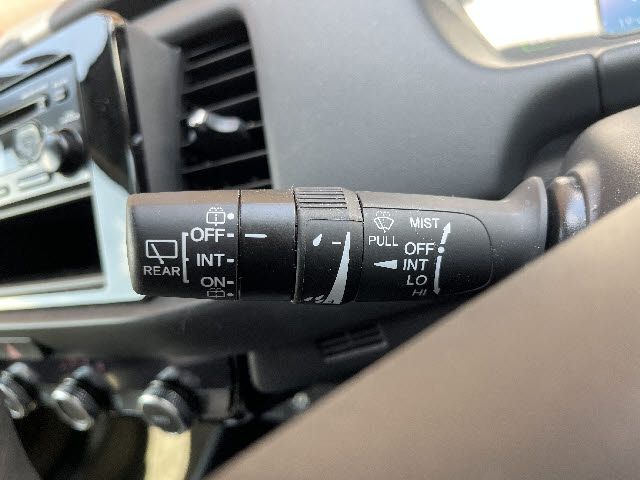 OFF
INT
ON
REAR
MIST
PULL
OFF
INT
LO
HI